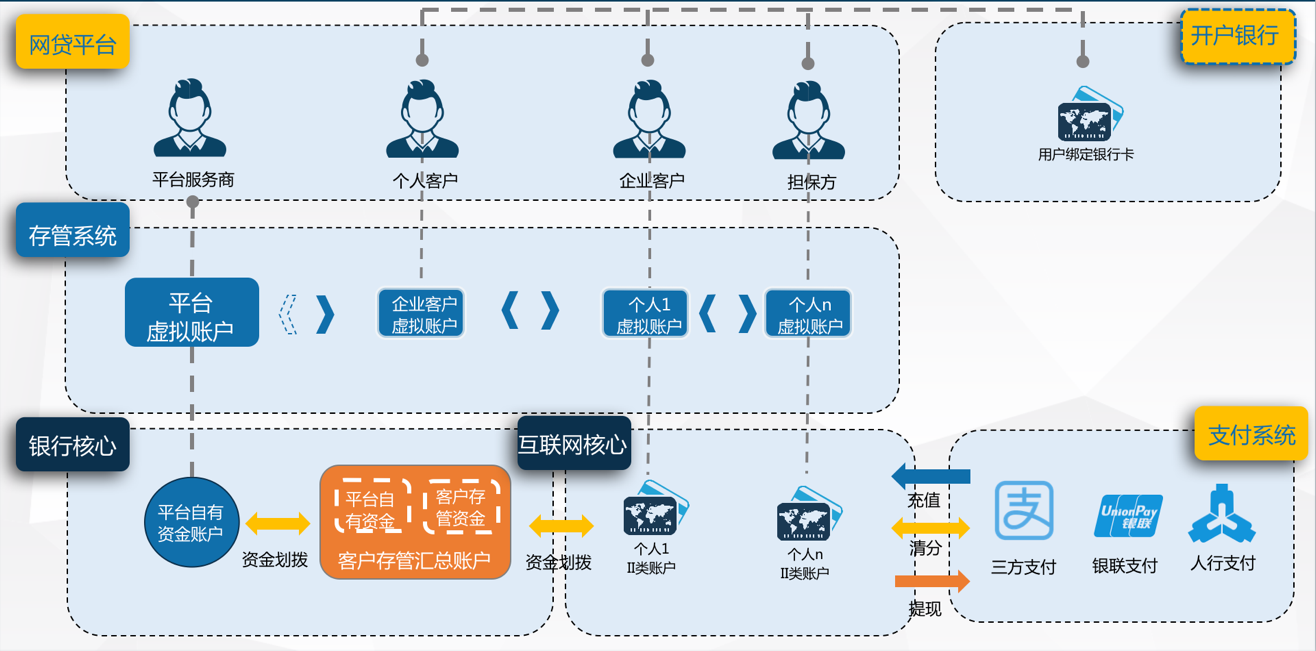 网贷平台
开户银行
平台服务商
个人客户
企业客户
担保方
用户绑定银行卡
存管系统
平台
虚拟账户
企业客户
虚拟账户
个人1
虚拟账户
个人n
虚拟账户
银行核心
互联网核心
支付系统
平台自有
资金账户
资金划拨
平台自
有资金
客户存
管资金
客户存管汇总账户
资金划拨
个人1
II类账户
个人n
II类账户
充值
清分
提现
支
三方支付
UnionPay
银联
银联支付
人行支付